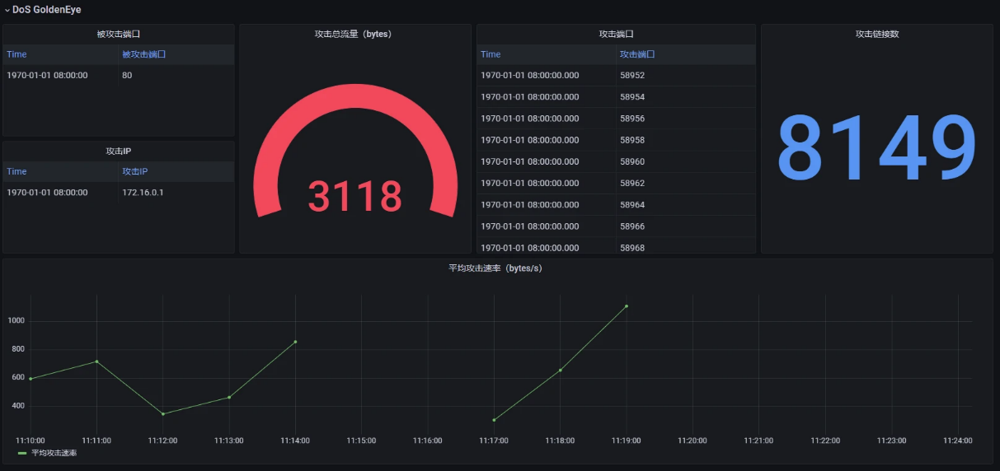 DoS GoldenEye
被攻击端口
Time 被攻击端口
1970-01-01 08:00:00 80
攻击IP
Time 攻击IP
1970-01-01 08:00:00 172.16.0.1
攻击总流量（bytes）
3118
攻击端口
Time 攻击端口
1970-01-01 08:00:00.000 58952
1970-01-01 08:00:00.000 58954
1970-01-01 08:00:00.000 58956
1970-01-01 08:00:00.000 58958
1970-01-01 08:00:00.000 58960
1970-01-01 08:00:00.000 58962
1970-01-01 08:00:00.000 58964
1970-01-01 08:00:00.000 58966
1970-01-01 08:00:00.000 58968
攻击链接数
8149
平均攻击速率（bytes/s）
1000
800
600
400
11:10:00 11:11:00 11:12:00 11:13:00 11:14:00 11:15:00 11:16:00 11:17:00 11:18:00 11:19:00 11:20:00 11:21:00 11:22:00 11:23:00 11:24:00
平均攻击速率